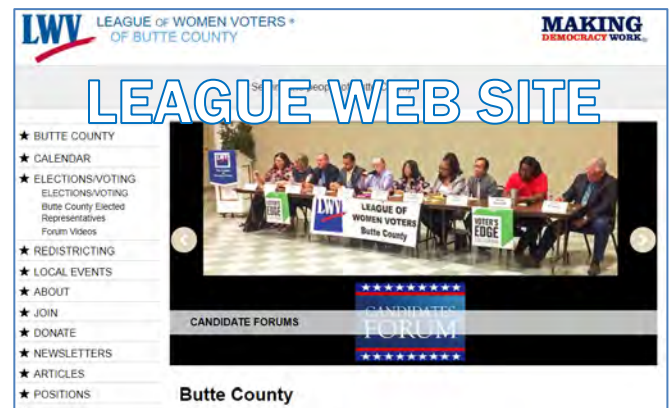 LWV
LEAGUE OF WOMEN VOTERS®
OF BUTTE COUNTY
MAKING
DEMOCRACY WORK
LEAGUE WEB SITE
★ BUTTE COUNTY
★ CALENDAR
★ ELECTIONS/VOTING
ELECTIONS/VOTING
Butte County Elected
Representatives
Forum Videos
★ REDISTRICTING
★ LOCAL EVENTS
★ ABOUT
★ JOIN
★ DONATE
★ NEWSLETTERS
★ ARTICLES
★ POSITIONS
VOTER'S
EDGE
LWV
LEAGUE OF
WOMEN VOTERS
Butte County
VOTER'S
EDGE
CANDIDATE FORUMS
CANDIDATES
FORUM
Butte County